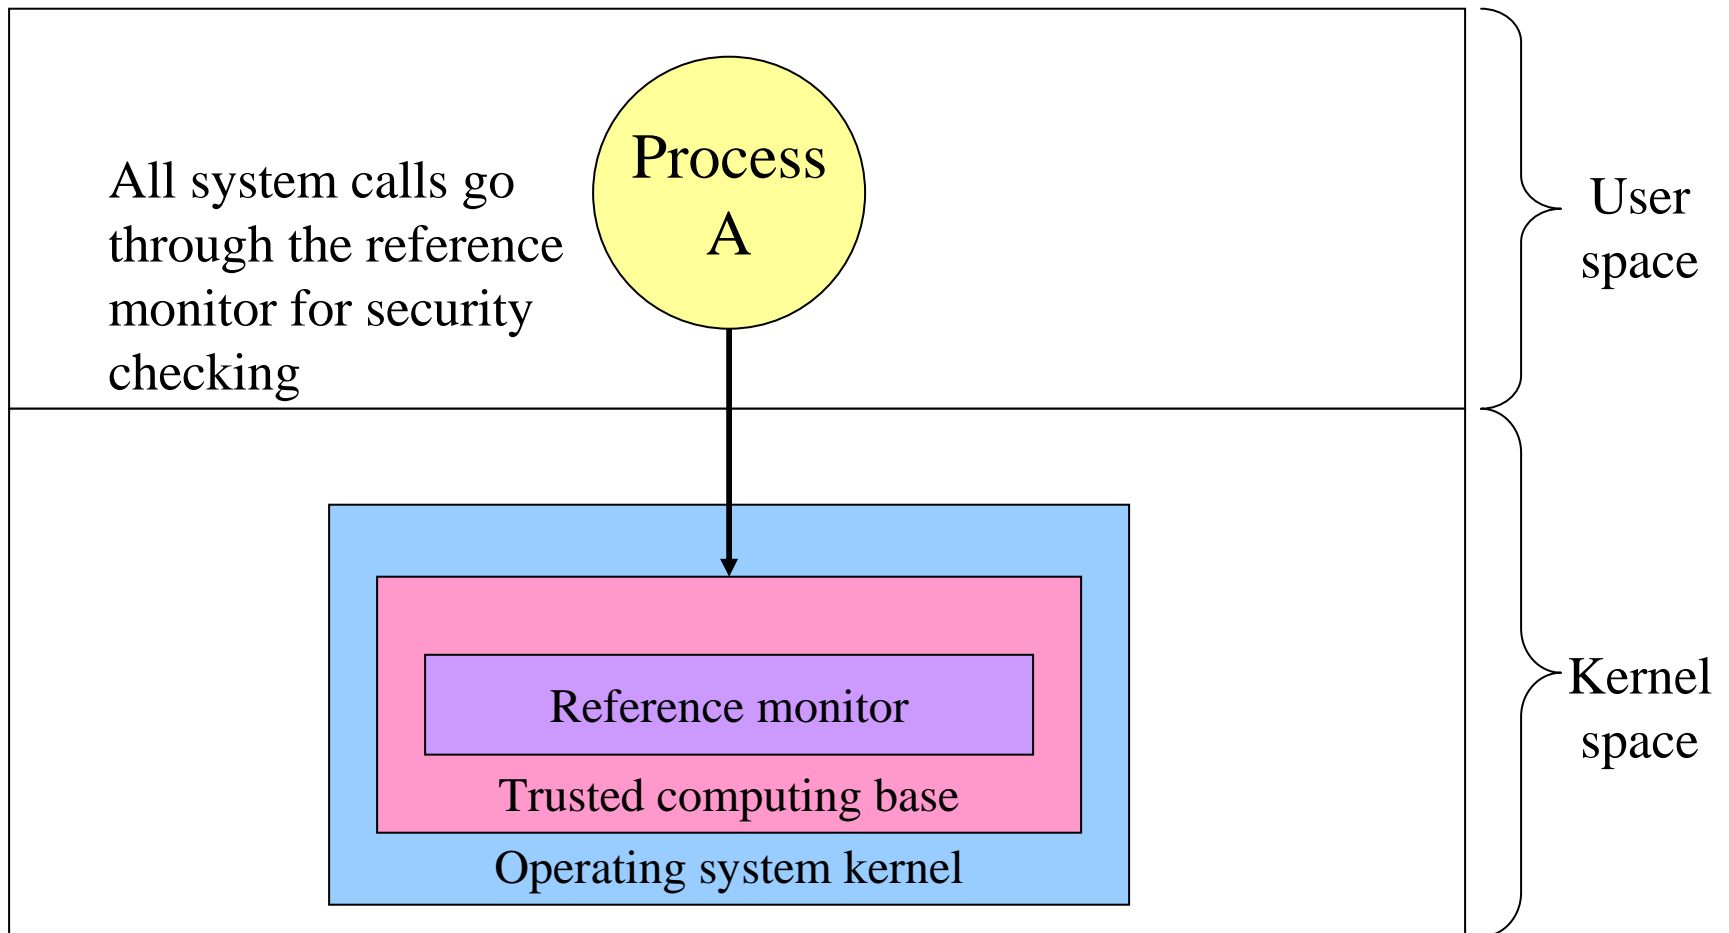 Process
A
All system calls go
through the reference
monitor for security
checking
User
space
Reference monitor
Trusted computing base
Operating system kernel
Kernel
space